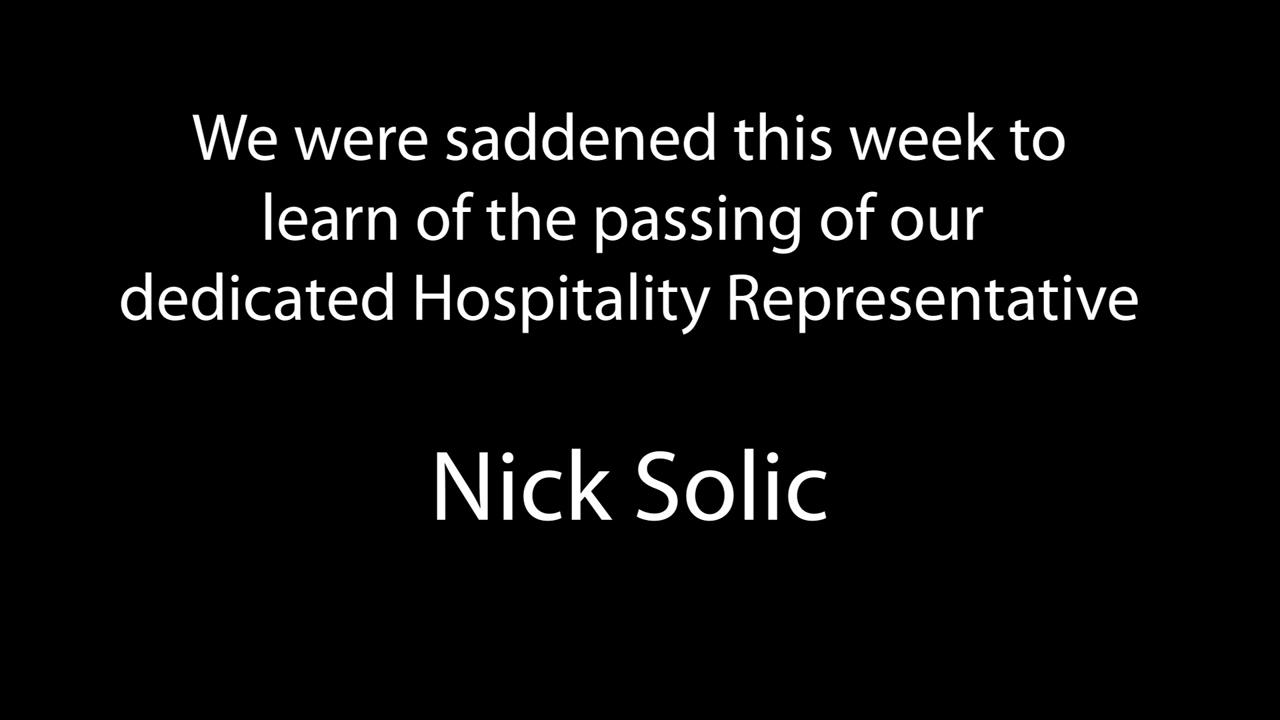 We were saddened this week to
learn of the passing of our
dedicated Hospitality Representative
Nick Solic